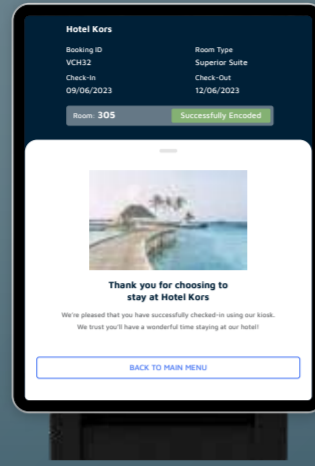 Hotel Kors
Booking ID Room Type
VCH32 Superior Suite
Check-In Check-Out
09/06/2023 12/06/2023
Room: 305 Successfully Encoded
Thank you for choosing to
stay at Hotel Kors
We're pleased that you have successfully checked-in using our kiosk.
We trust you'll have a wonderful time staying at our hotel!
BACK TO MAIN MENU